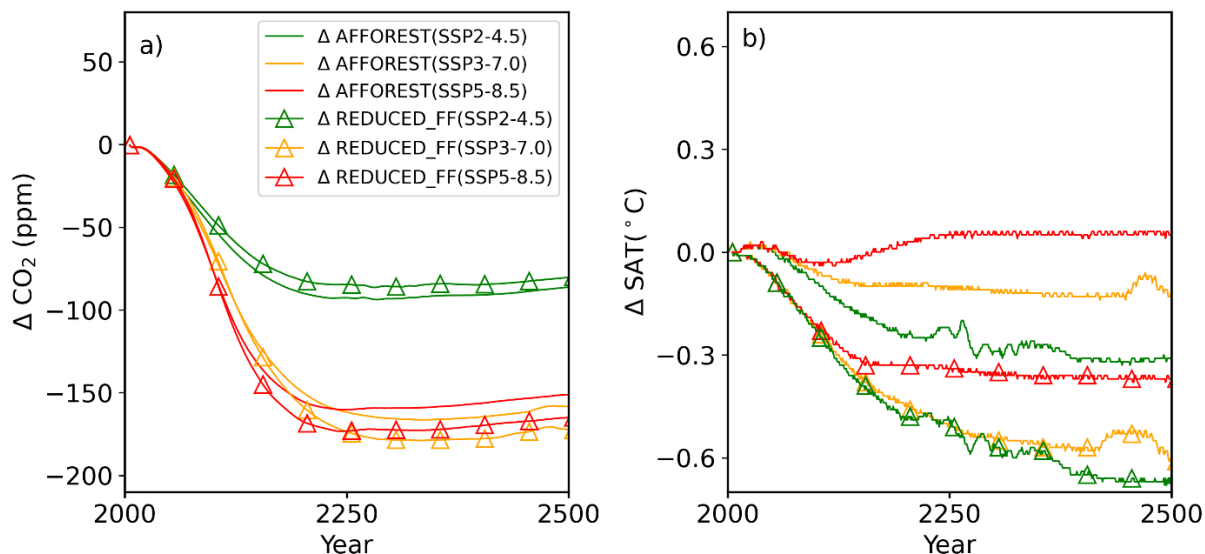 a)
Δ AFFOREST(SSP2-4.5)
Δ AFFOREST(SSP3-7.0)
Δ AFFOREST(SSP5-8.5)
Δ REDUCED_FF(SSP2-4.5)
Δ REDUCED_FF(SSP3-7.0)
Δ REDUCED_FF(SSP5-8.5)
50
0
−50
−100
−150
−200
Δ CO₂ (ppm)
2000
2250
2500
Year
b)
0.6
0.3
0.0
−0.3
−0.6
Δ SAT(°C)
2000
2250
2500
Year